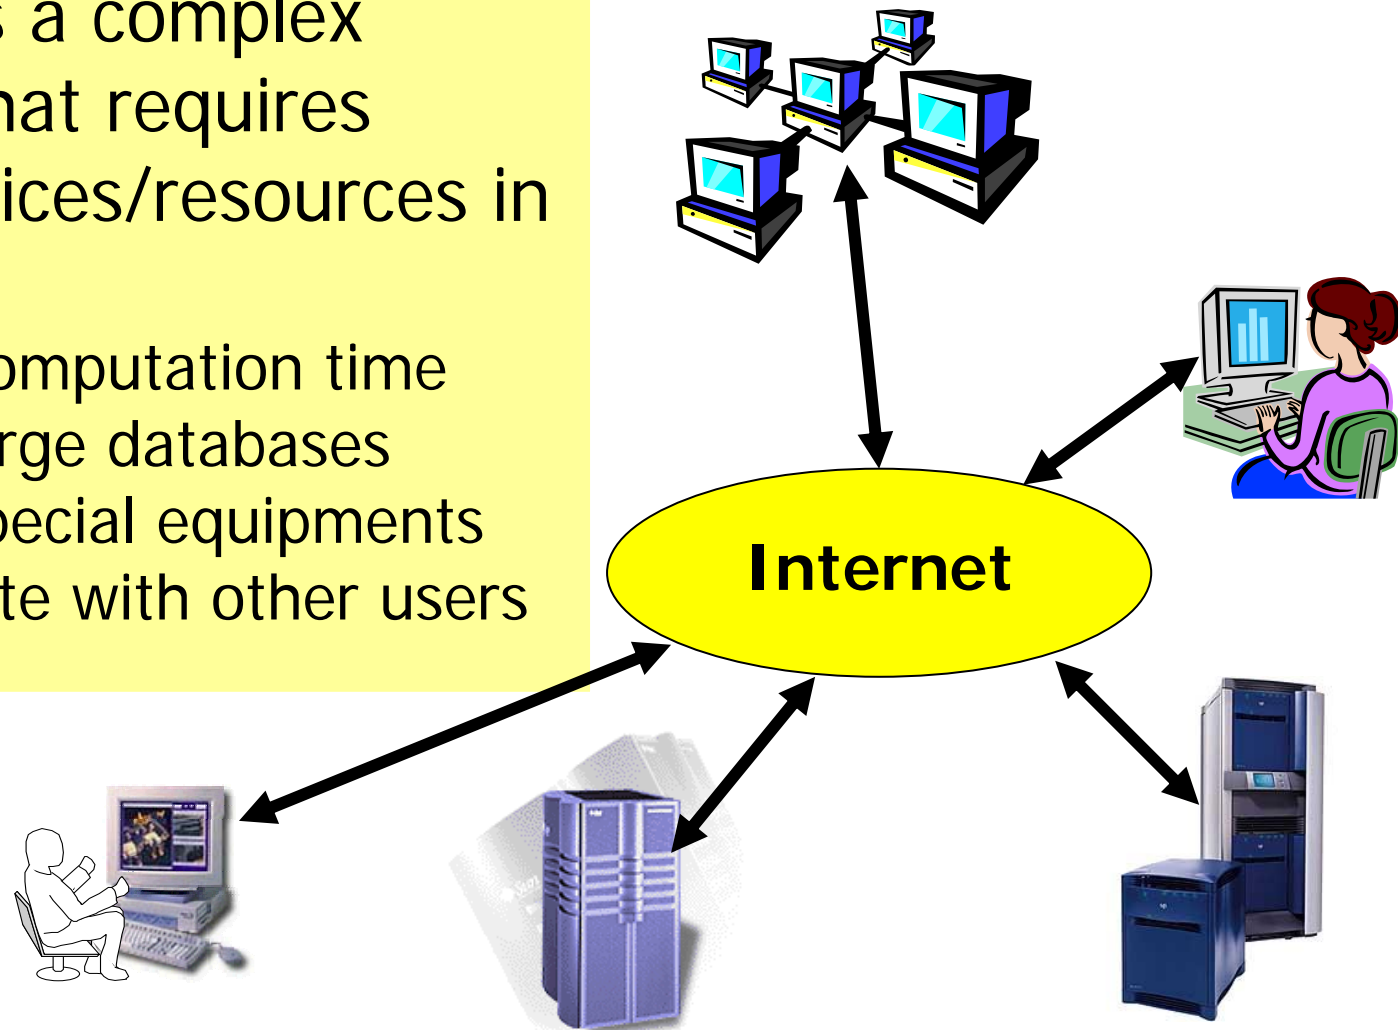 s a complex
hat requires
ices/resources in
omputation time
rge databases
pecial equipments
te with other users
Internet